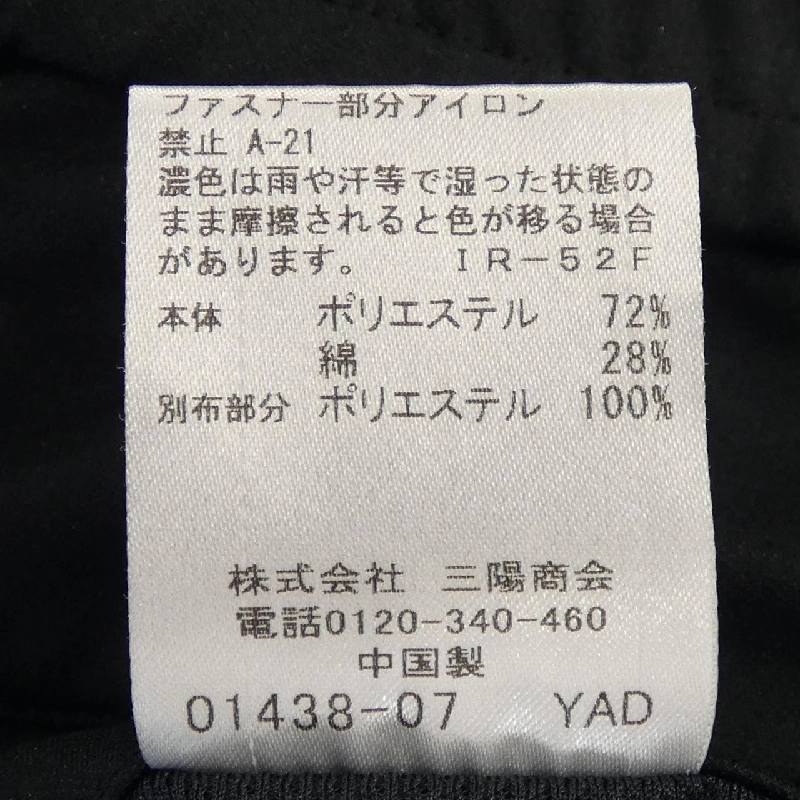 ファスナー部分アイロン
禁止 A-21
濃色は雨や汗等で湿った状態の
まま摩擦されると色が移る場合
があります。 IR-52F
本体 ポリエステル 72%
綿 28%
別布部分 ポリエステル 100%
株式会社 三陽商会
電話0120-340-460
中国製
01438-07 YAD